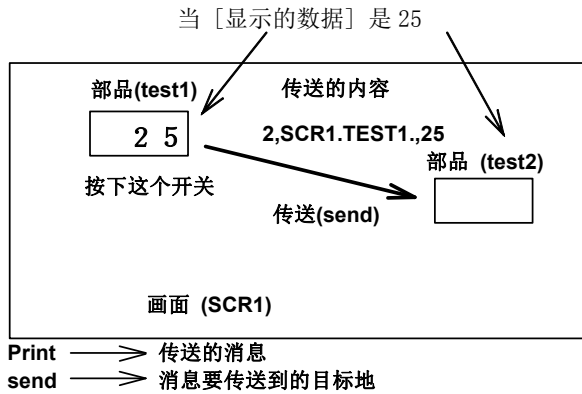 当［显示的数据］是 25
部品(test1)
传送的内容
2 5
2,SCR1.TEST1.,25
部品 (test2)
按下这个开关
传送(send)
画面 (SCR1)
Print 传送的消息
send 消息要传送到的目标地